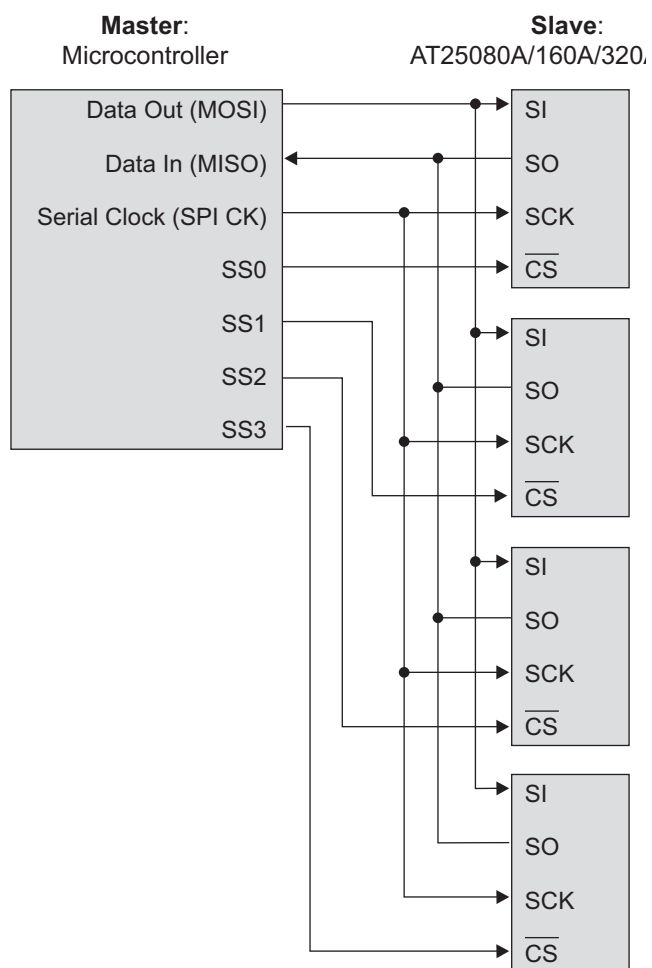 Master:
Microcontroller
Slave:
AT25080A/160A/320A
Data Out (MOSI)
Data In (MISO)
Serial Clock (SPI CK)
SS0
SS1
SS2
SS3
SI
SO
SCK
CS
SI
SO
SCK
CS
SI
SO
SCK
CS
SI
SO
SCK
CS